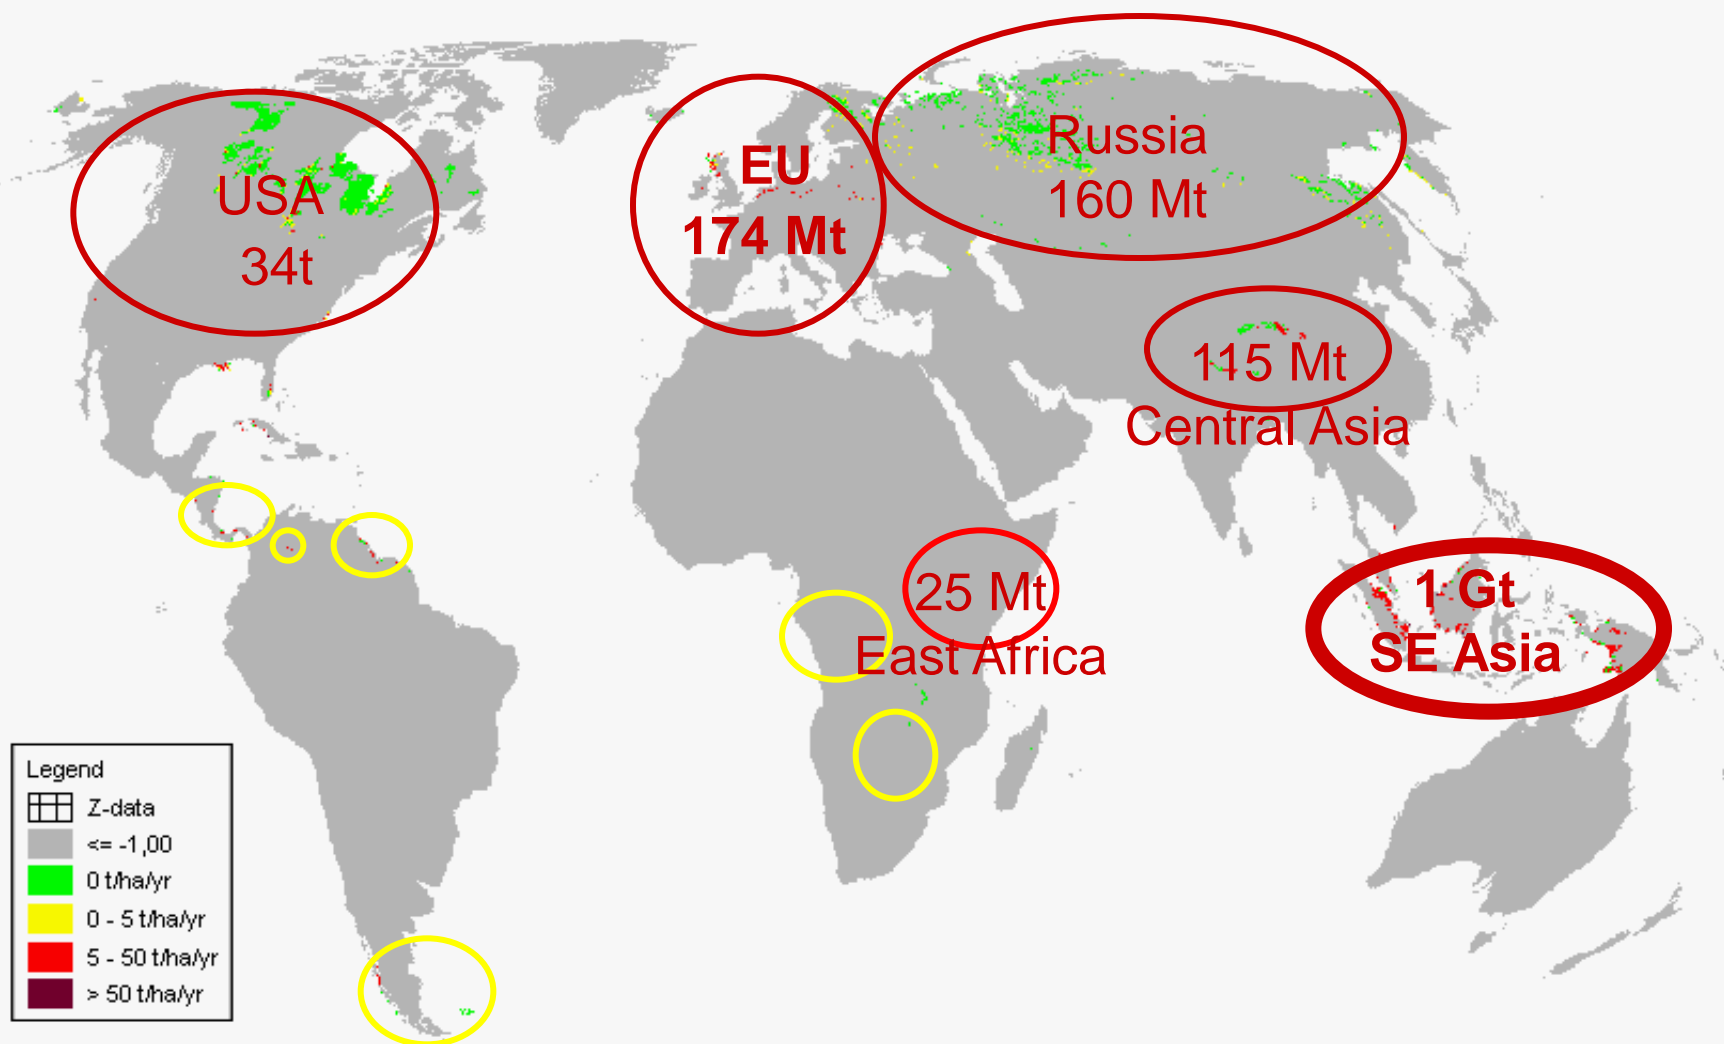 USA
34t
EU
174 Mt
Russia
160 Mt
115 Mt
Central Asia
25 Mt
East Africa
1 Gt
SE Asia
Legend
Z-data
<= -1,00
0 t/ha/yr
0 - 5 t/ha/yr
5 - 50 t/ha/yr
> 50 t/ha/yr